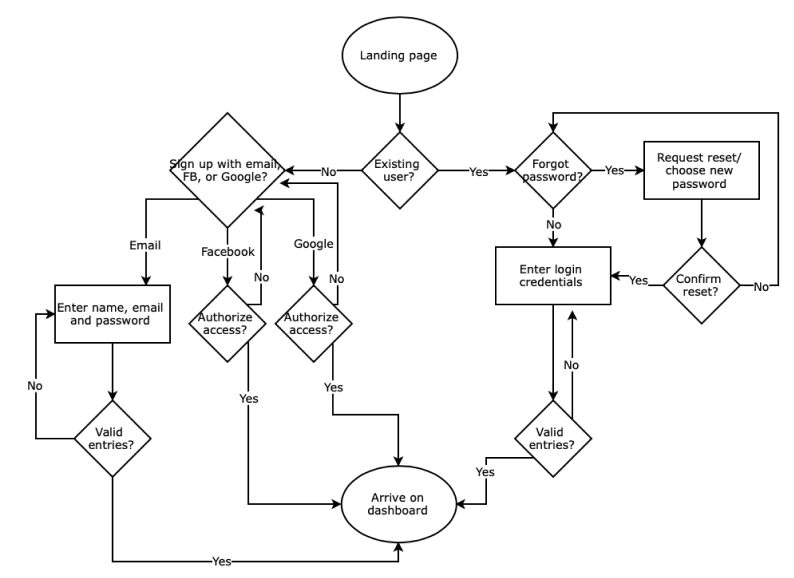 Landing page
Sign up with email,
FB, or Google?
No
Existing
user?
Yes
Forgot
password?
Yes
Request reset/
choose new
password
Email
Facebook
Google
No
No
No
Enter login
credentials
Yes
Confirm
reset?
No
Enter name, email
and password
Authorize
access?
Authorize
access?
No
No
Yes
Yes
Valid
entries?
Valid
entries?
Yes
Arrive on
dashboard
Yes